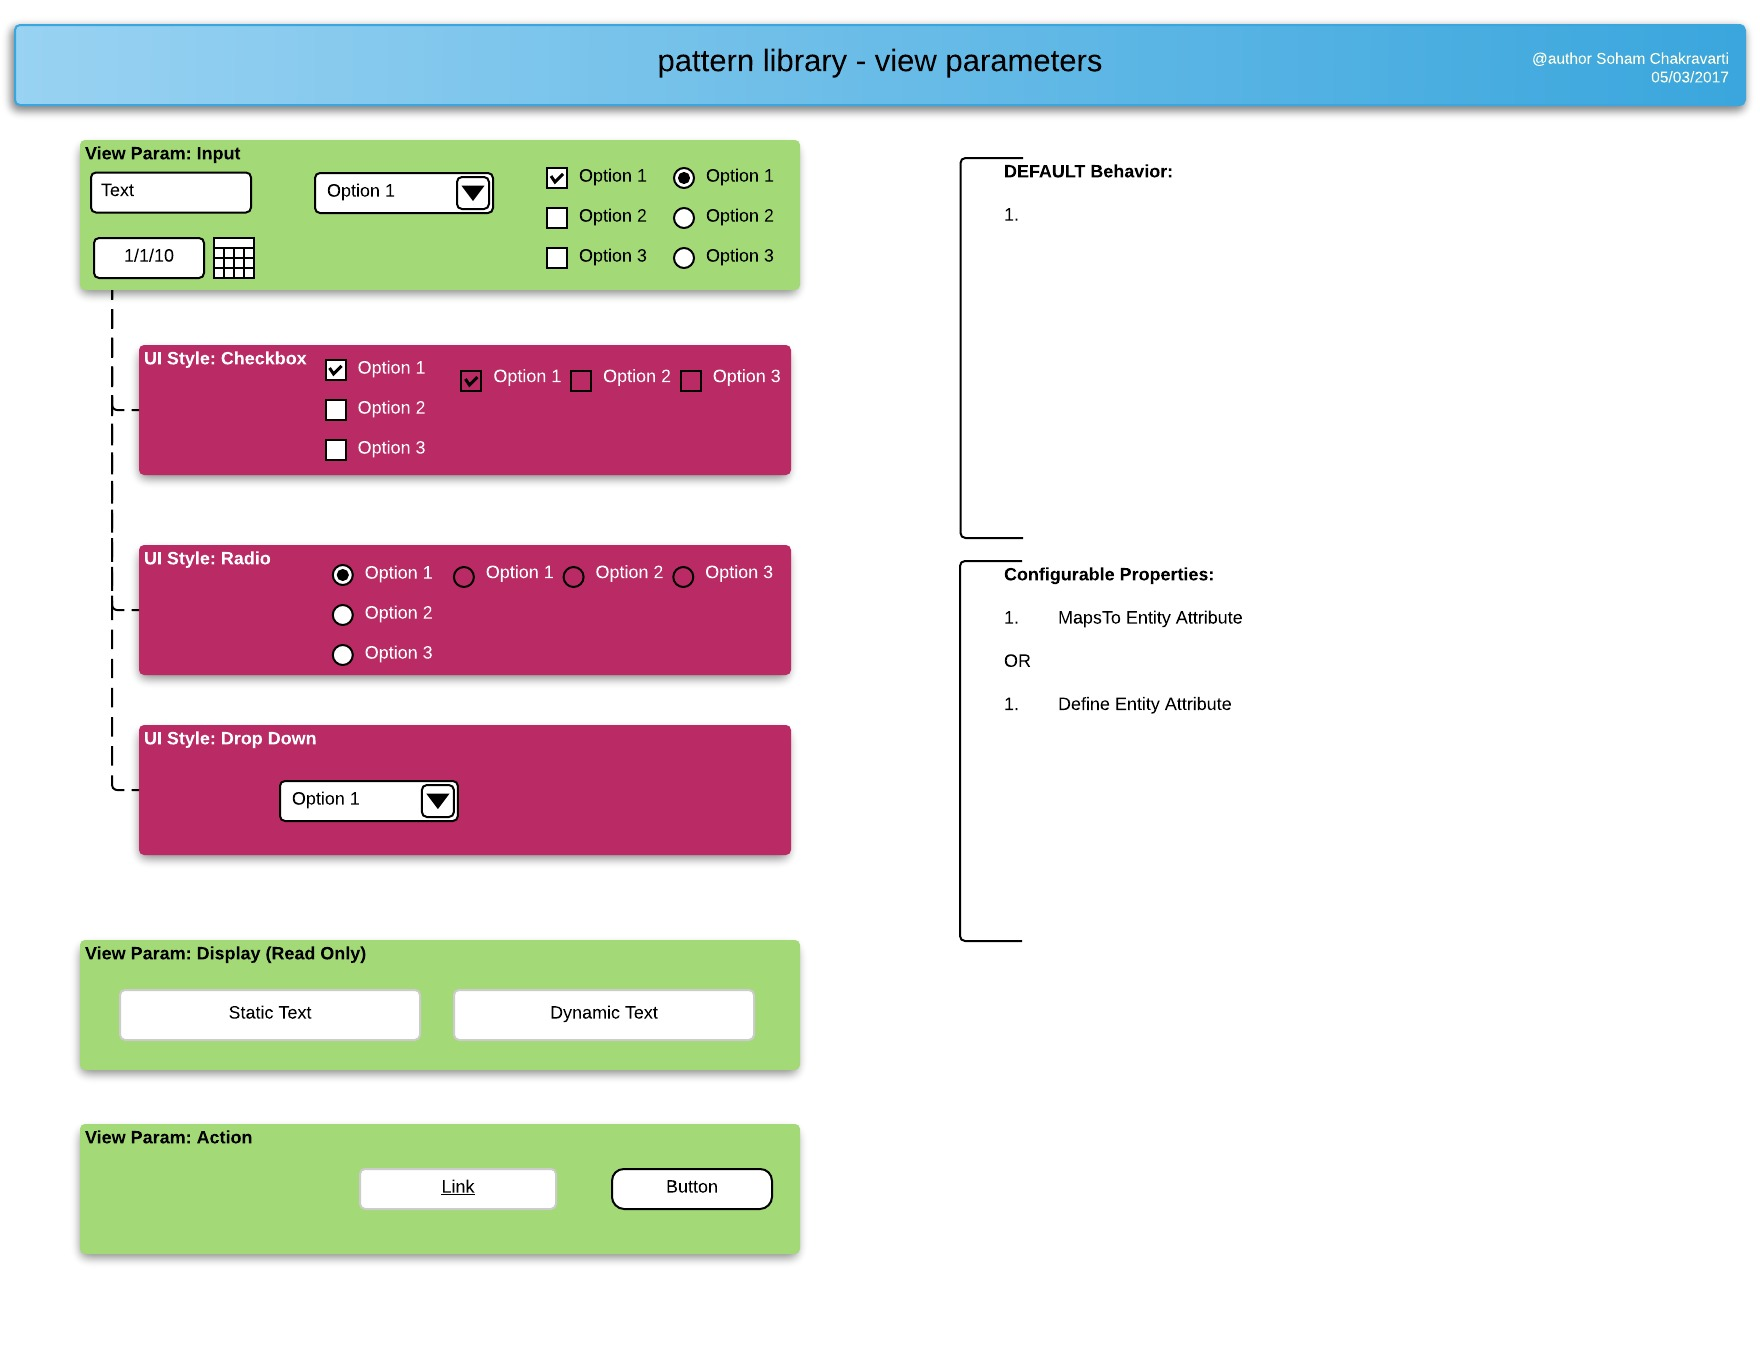 pattern library - view parameters
@author Soham Chakravarti
05/03/2017
View Param: Input
Text
Option 1
Option 1
Option 2
Option 3
Option 1
Option 2
Option 3
1/1/10
UI Style: Checkbox
Option 1
Option 2
Option 3
Option 1 Option 2 Option 3
UI Style: Radio
Option 1
Option 2
Option 3
Option 1 Option 2 Option 3
UI Style: Drop Down
Option 1
View Param: Display (Read Only)
Static Text
Dynamic Text
View Param: Action
Link
Button
DEFAULT Behavior:
1.
Configurable Properties:
1. MapsTo Entity Attribute
OR
1. Define Entity Attribute